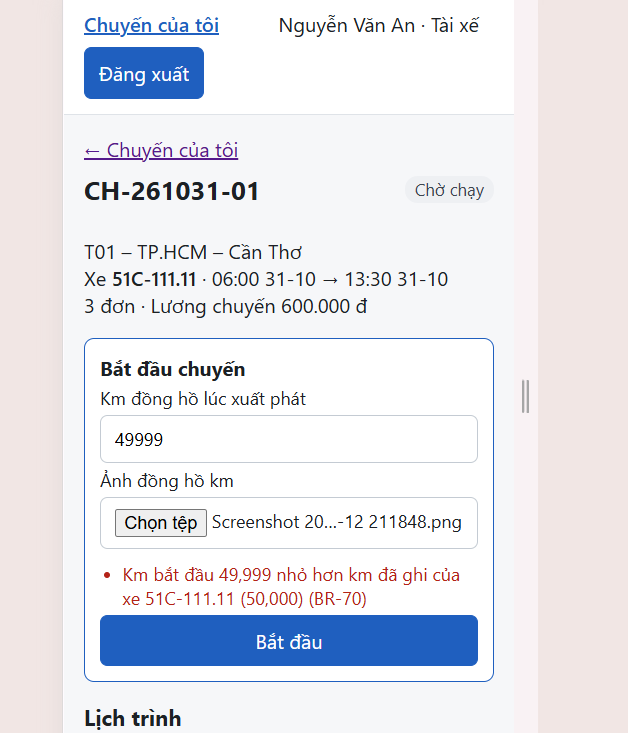 Chuyến của tôi Nguyễn Văn An · Tài xế
Đăng xuất
← Chuyến của tôi
CH-261031-01 Chờ chạy
T01 – TP.HCM – Cần Thơ
Xe 51C-111.11 · 06:00 31-10 → 13:30 31-10
3 đơn · Lương chuyến 600.000 đ
Bắt đầu chuyến
Km đồng hồ lúc xuất phát
49999
Ảnh đồng hồ km
Chọn tệp Screenshot 20...-12 211848.png
• Km bắt đầu 49,999 nhỏ hơn km đã ghi của
xe 51C-111.11 (50,000) (BR-70)
Bắt đầu
Lịch trình